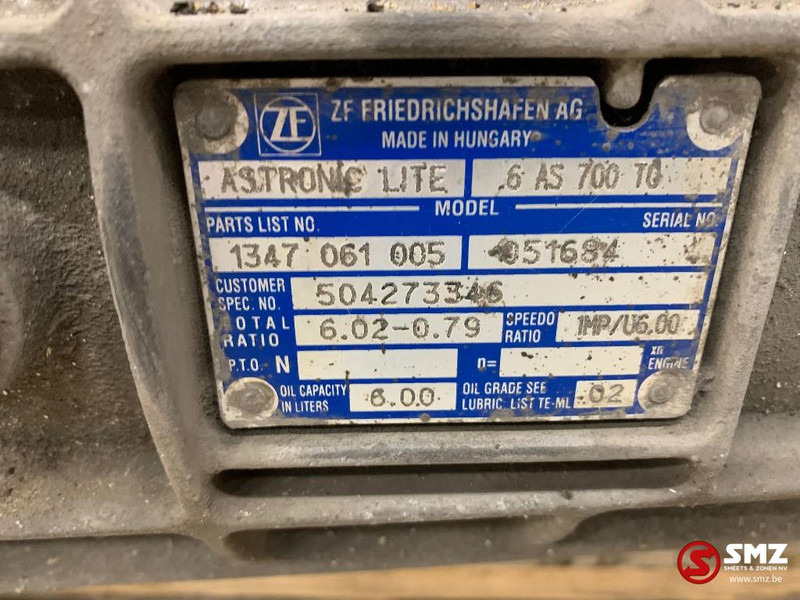 ZF ZF FRIEDRICHSHAFEN AG
MADE IN HUNGARY
ASTRONIC LITE 6 AS 700 TO
MODEL
PARTS LIST NO. SERIAL NO.
1347 061 005 051684
CUSTOMER SPEC. NO. 504273346
TOTAL RATIO 6.02-0.79 SPEEDO RATIO IMP/U6.00
P.T.O. N n= xn ENGINE
OIL CAPACITY IN LITERS 6.00 OIL GRADE SEE LUBRIC. LIST TE-ML 02
SMZ
SMEETS & ZONEN NV
www.smz.be